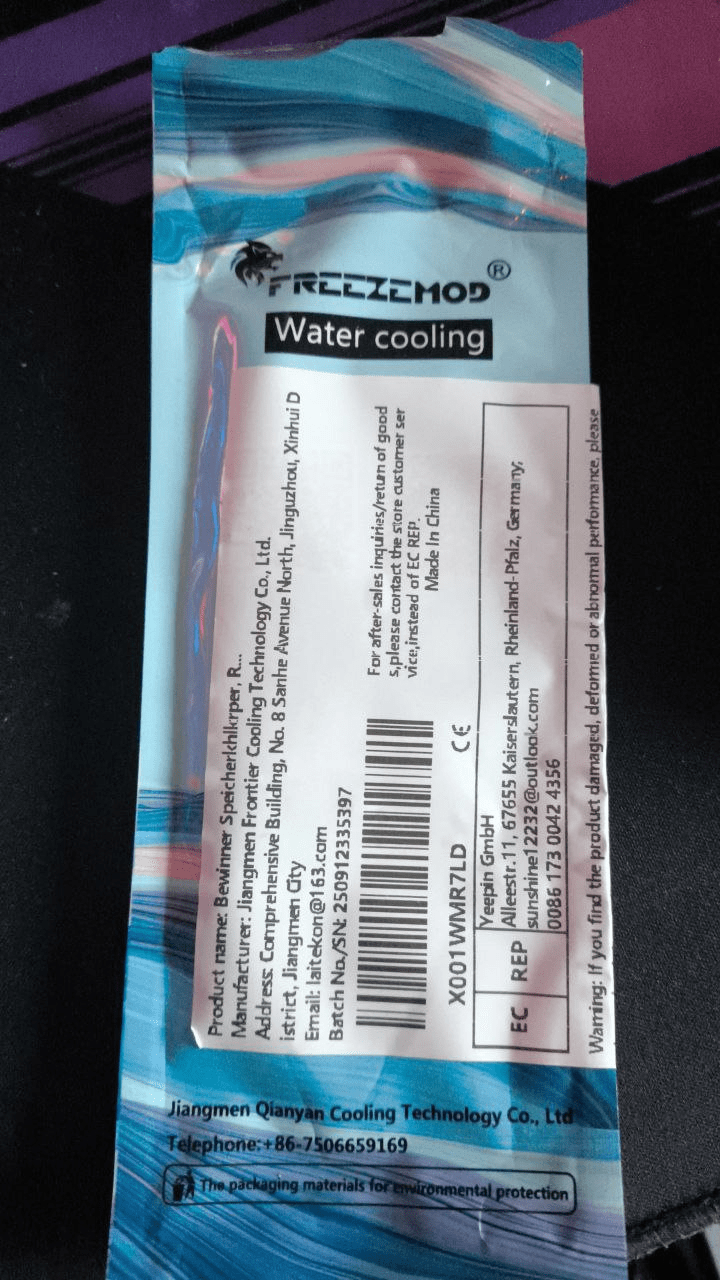 FREEZEMOD®
Water cooling
Product name: Bewinner Speicherkhlkrper, R...
Manufacturer: Jiangmen Frontier Cooling Technology Co., Ltd.
Address: Comprehensive Building, No. 8 Sanhe Avenue North, Jinguzhou, Xinhui D
istrict, Jiangmen City
Email: laitekon@163.com
Batch No./SN: 250912335397
For after-sales inquiries/return of good
s,please contact the store customer ser
vice,instead of EC REP.
Made In China
X001WMR7LD
CE
EC REP
Yeepin GmbH
Alleestr.11, 67655 Kaiserslautern, Rheinland-Pfalz, Germany,
sunshine12232@outlook.com
0086 173 0042 4356
Warning: If you find the product damaged, deformed or abnormal performance, please
Jiangmen Qianyan Cooling Technology Co., Ltd
Telephone:+86-7506659169
The packaging materials for environmental protection